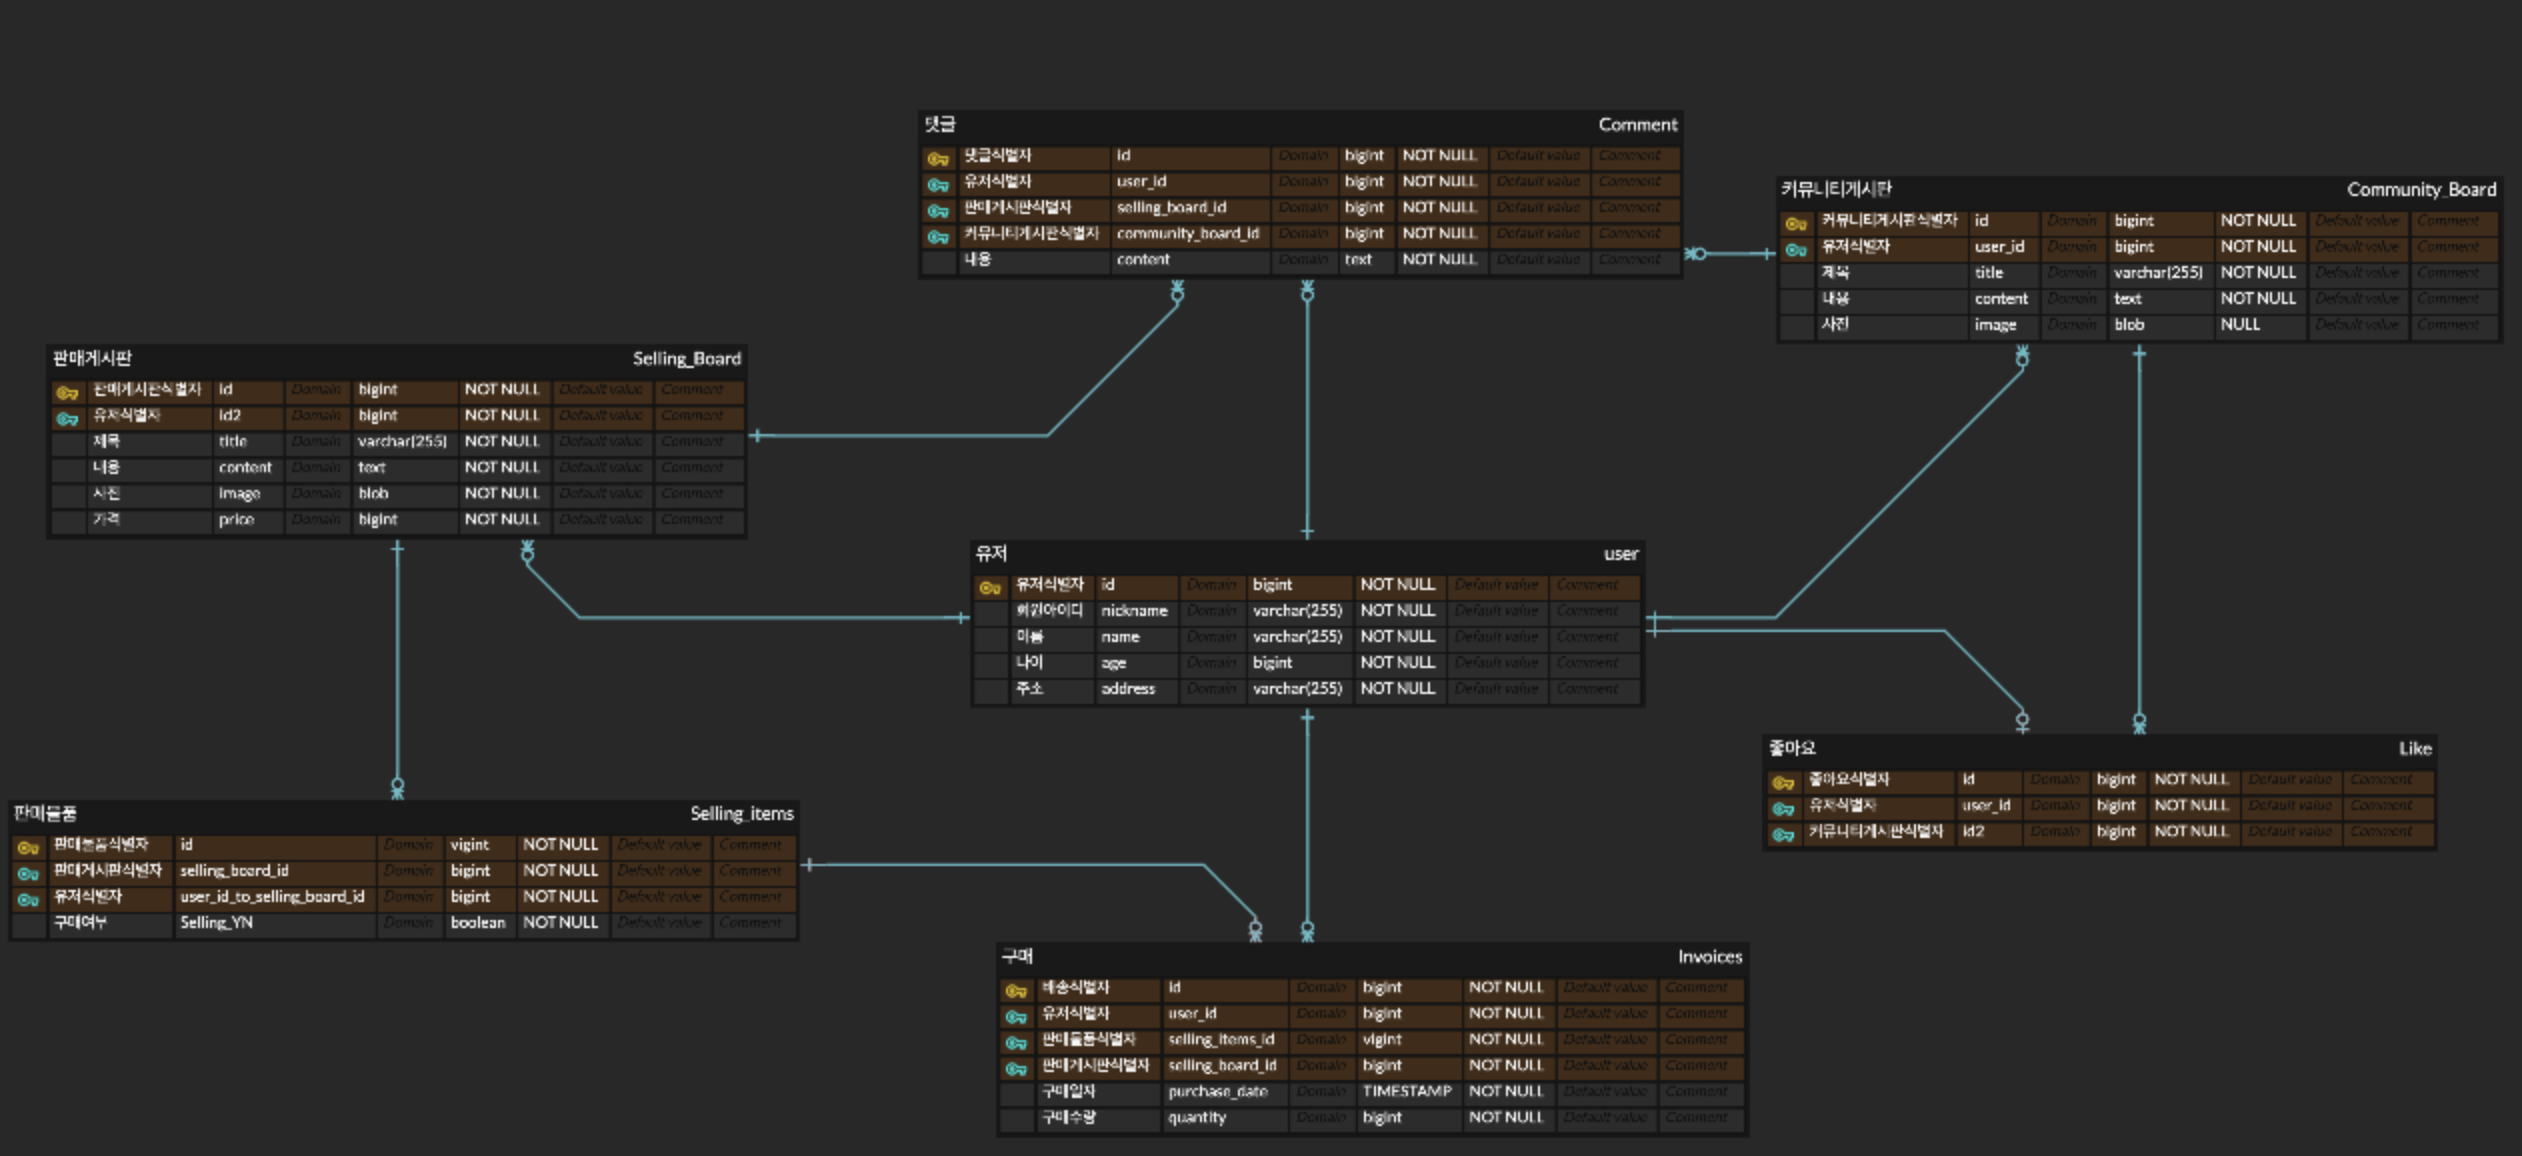 댓글 Comment
댓글식별자 id Domain bigint NOT NULL Default value Comment
유저식별자 user_id Domain bigint NOT NULL Default value Comment
판매게시판식별자 selling_board_id Domain bigint NOT NULL Default value Comment
커뮤니티게시판식별자 community_board_id Domain bigint NOT NULL Default value Comment
내용 content Domain text NOT NULL Default value Comment
커뮤니티게시판 Community_Board
커뮤니티게시판식별자 id Domain bigint NOT NULL Default value Comment
유저식별자 user_id Domain bigint NOT NULL Default value Comment
제목 title Domain varchar(255) NOT NULL Default value Comment
내용 content Domain text NOT NULL Default value Comment
사진 image Domain blob NULL Default value Comment
판매게시판 Selling_Board
판매게시판식별자 id Domain bigint NOT NULL Default value Comment
유저식별자 id2 Domain bigint NOT NULL Default value Comment
제목 title Domain varchar(255) NOT NULL Default value Comment
내용 content Domain text NOT NULL Default value Comment
사진 image Domain blob NOT NULL Default value Comment
가격 price Domain bigint NOT NULL Default value Comment
유저 user
유저식별자 id Domain bigint NOT NULL Default value Comment
회원아이디 nickname Domain varchar(255) NOT NULL Default value Comment
이름 name Domain varchar(255) NOT NULL Default value Comment
나이 age Domain bigint NOT NULL Default value Comment
주소 address Domain varchar(255) NOT NULL Default value Comment
좋아요 Like
좋아요식별자 id Domain bigint NOT NULL Default value Comment
유저식별자 user_id Domain bigint NOT NULL Default value Comment
커뮤니티게시판식별자 id2 Domain bigint NOT NULL Default value Comment
판매물품 Selling_items
판매물품식별자 id Domain vigint NOT NULL Default value Comment
판매게시판식별자 selling_board_id Domain bigint NOT NULL Default value Comment
유저식별자 user_id_to_selling_board_id Domain bigint NOT NULL Default value Comment
구매여부 Selling_YN Domain boolean NOT NULL Default value Comment
구매 Invoices
배송식별자 id Domain bigint NOT NULL Default value Comment
유저식별자 user_id Domain bigint NOT NULL Default value Comment
판매물품식별자 selling_items_id Domain vigint NOT NULL Default value Comment
판매게시판식별자 selling_board_id Domain bigint NOT NULL Default value Comment
구매일자 purchase_date Domain TIMESTAMP NOT NULL Default value Comment
구매수량 quantity Domain bigint NOT NULL Default value Comment